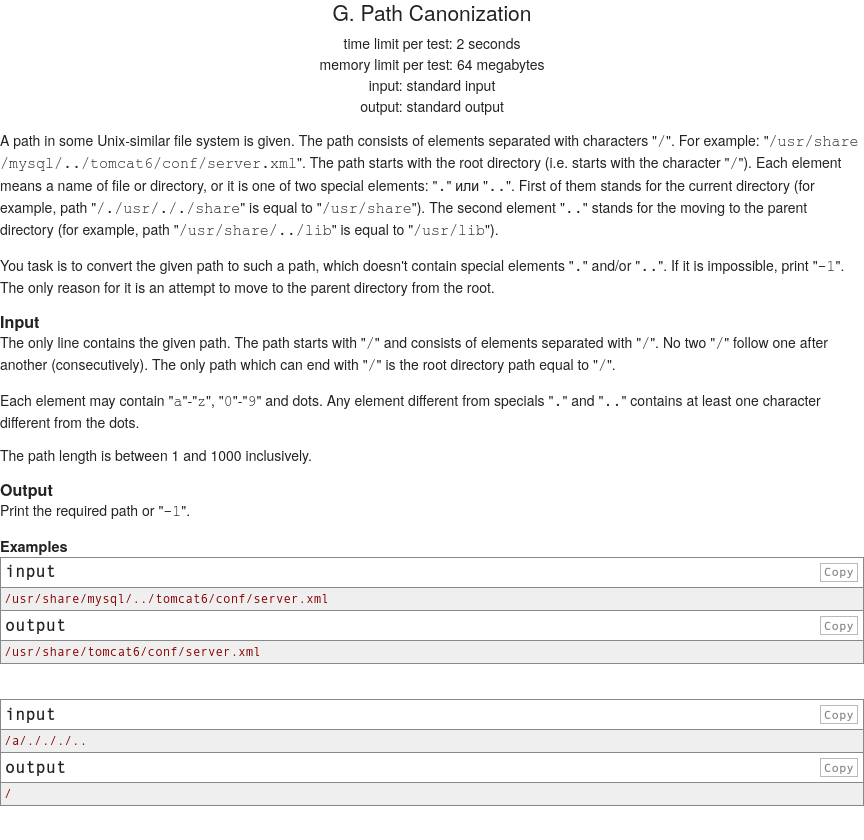 G. Path Canonization
time limit per test: 2 seconds
memory limit per test: 64 megabytes
input: standard input
output: standard output
A path in some Unix-similar file system is given. The path consists of elements separated with characters "/". For example: "/usr/share
/mysql/../tomcat6/conf/server.xml". The path starts with the root directory (i.e. starts with the character "/"). Each element
means a name of file or directory, or it is one of two special elements: "." или "..". First of them stands for the current directory (for
example, path "/./usr/././share" is equal to "/usr/share"). The second element ".." stands for the moving to the parent
directory (for example, path "/usr/share/../lib" is equal to "/usr/lib").
You task is to convert the given path to such a path, which doesn't contain special elements "." and/or "..". If it is impossible, print "-1".
The only reason for it is an attempt to move to the parent directory from the root.
Input
The only line contains the given path. The path starts with "/" and consists of elements separated with "/". No two "/" follow one after
another (consecutively). The only path which can end with "/" is the root directory path equal to "/".
Each element may contain "a"-"z", "0"-"9" and dots. Any element different from specials "." and ".." contains at least one character
different from the dots.
The path length is between 1 and 1000 inclusively.
Output
Print the required path or "-1".
Examples
input
Copy
/usr/share/mysql/../tomcat6/conf/server.xml
output
Copy
/usr/share/tomcat6/conf/server.xml
input
Copy
/a/./././..
output
Copy
/